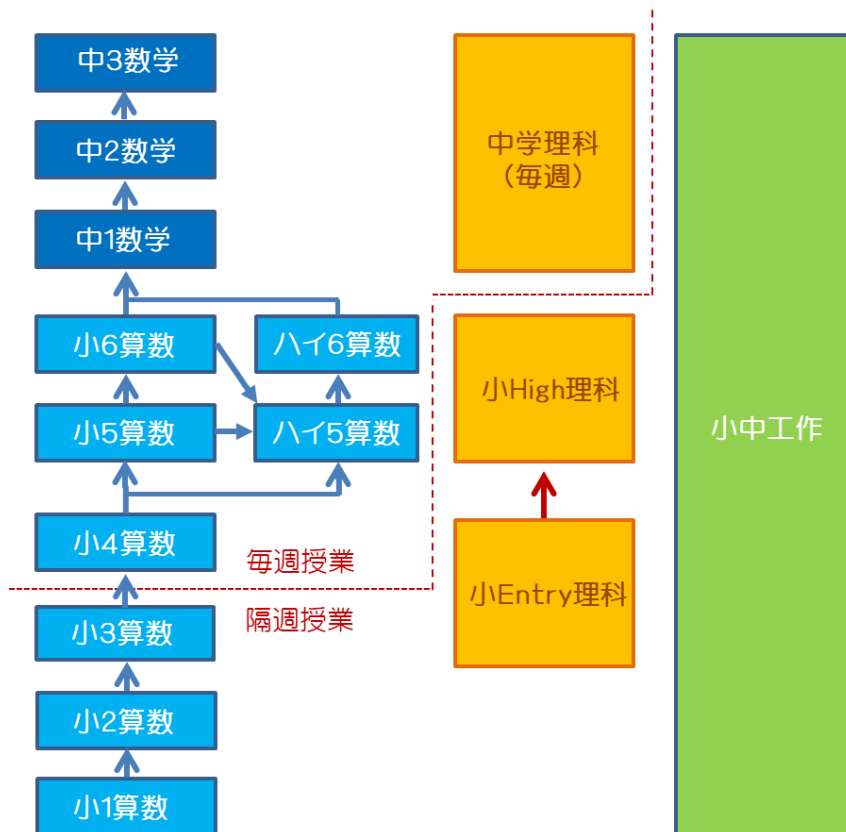 中3数学
中2数学
中1数学
小6算数
ハイ6算数
小5算数
ハイ5算数
小4算数
毎週授業
隔週授業
小3算数
小2算数
小1算数
中学理科
（毎週）
小High理科
小Entry理科
小中工作